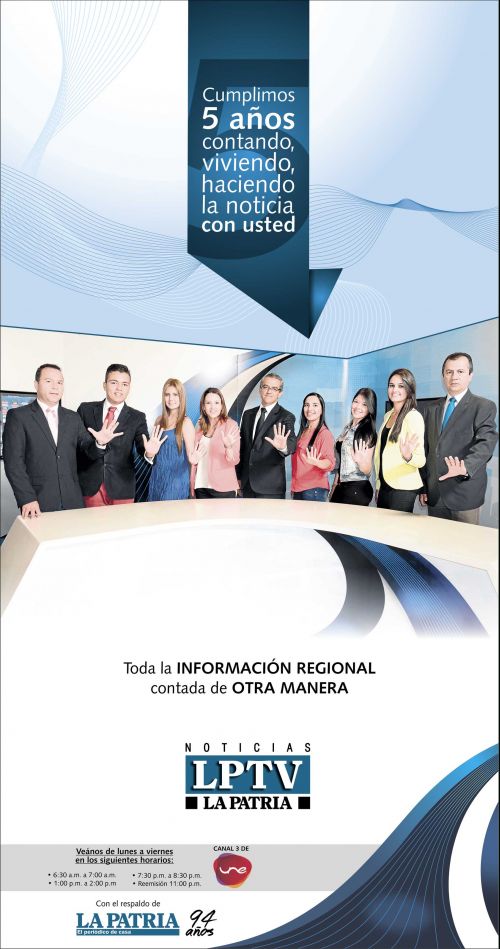 5
Cumplimos
5 años
contando,
viviendo,
haciendo
la noticia
con usted
Toda la INFORMACIÓN REGIONAL
contada de OTRA MANERA
NOTICIAS
LPTV
LA PATRIA
Veános de lunes a viernes
en los siguientes horarios:
• 6:30 a.m. a 7:00 a.m.
• 1:00 p.m. a 2:00 p.m
• 7:30 p.m. a 8:30 p.m.
• Reemisión 11:00 p.m.
CANAL 3 DE
une
Con el respaldo de
LA PATRIA
El periódico de casa
94
años